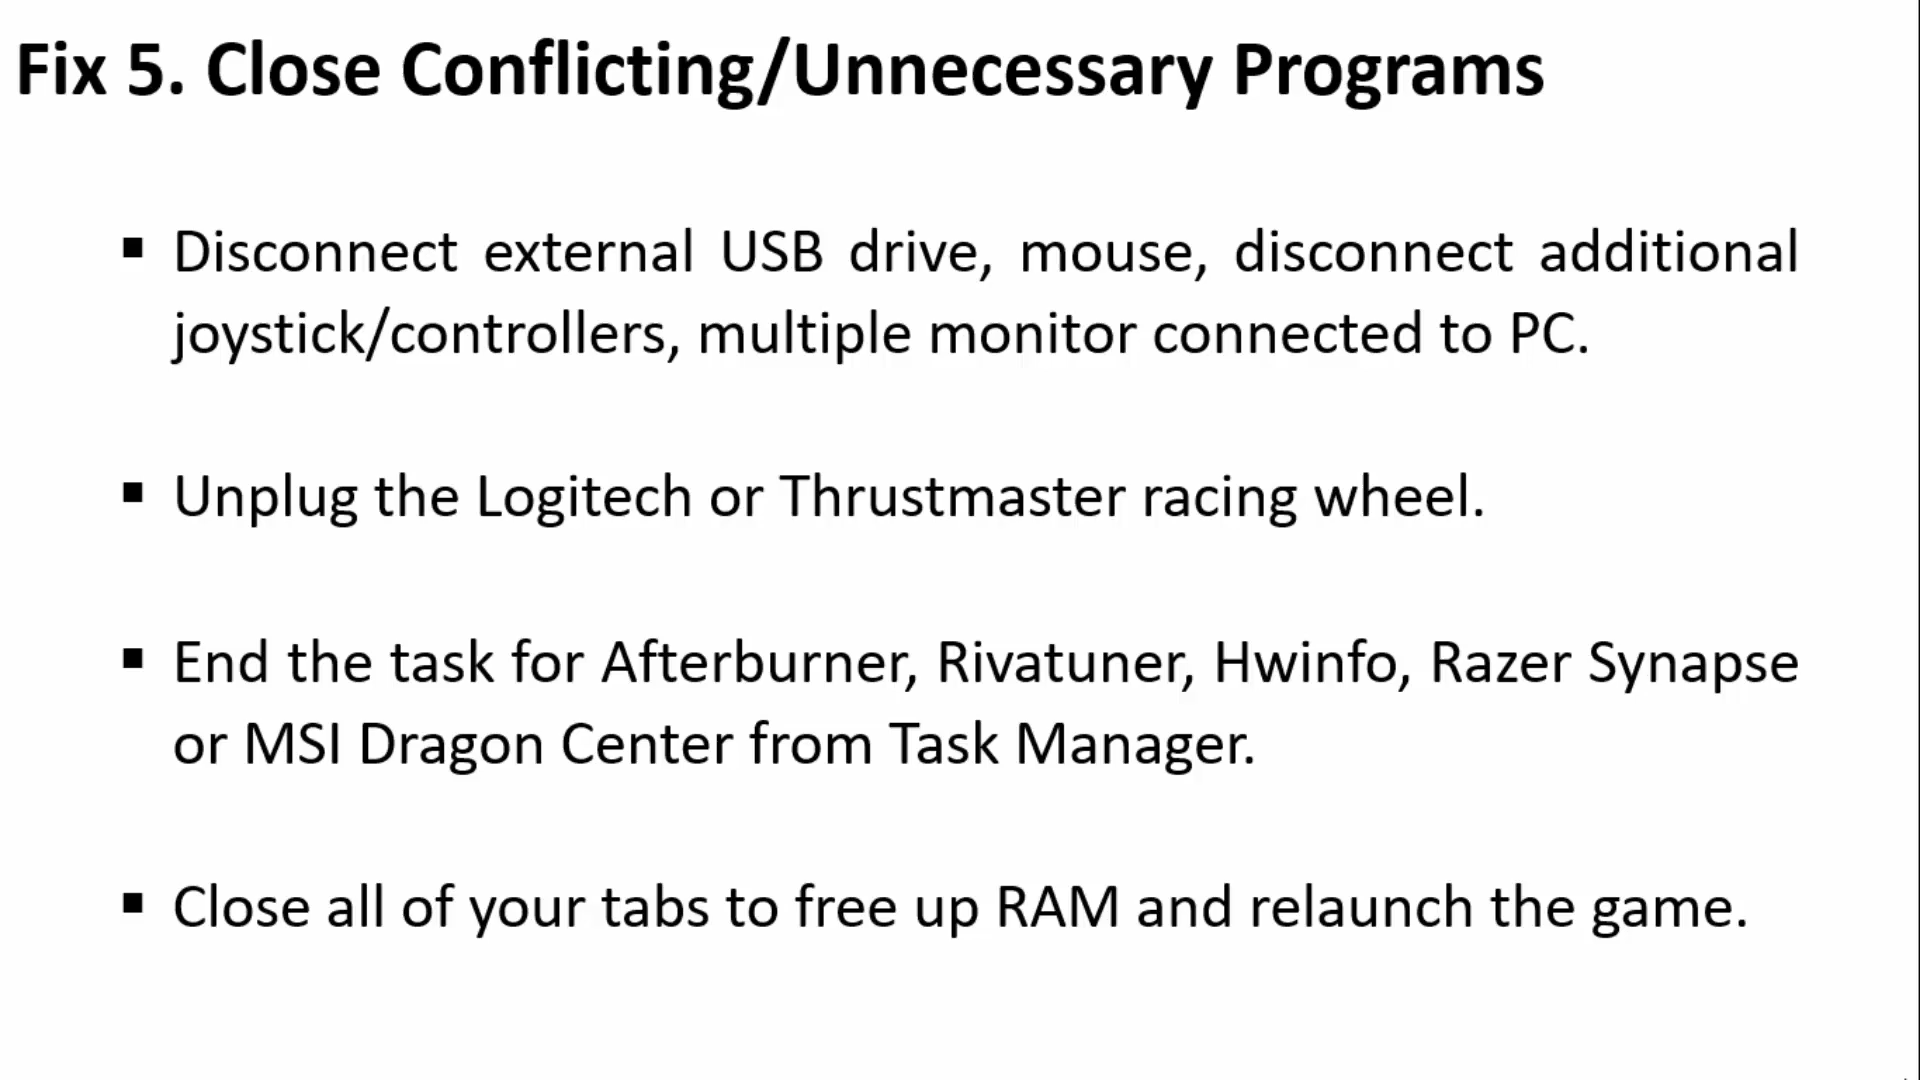 Fix 5. Close Conflicting/Unnecessary Programs
▪ Disconnect external USB drive, mouse, disconnect additional
joystick/controllers, multiple monitor connected to PC.
▪ Unplug the Logitech or Thrustmaster racing wheel.
▪ End the task for Afterburner, Rivatuner, Hwinfo, Razer Synapse
or MSI Dragon Center from Task Manager.
▪ Close all of your tabs to free up RAM and relaunch the game.